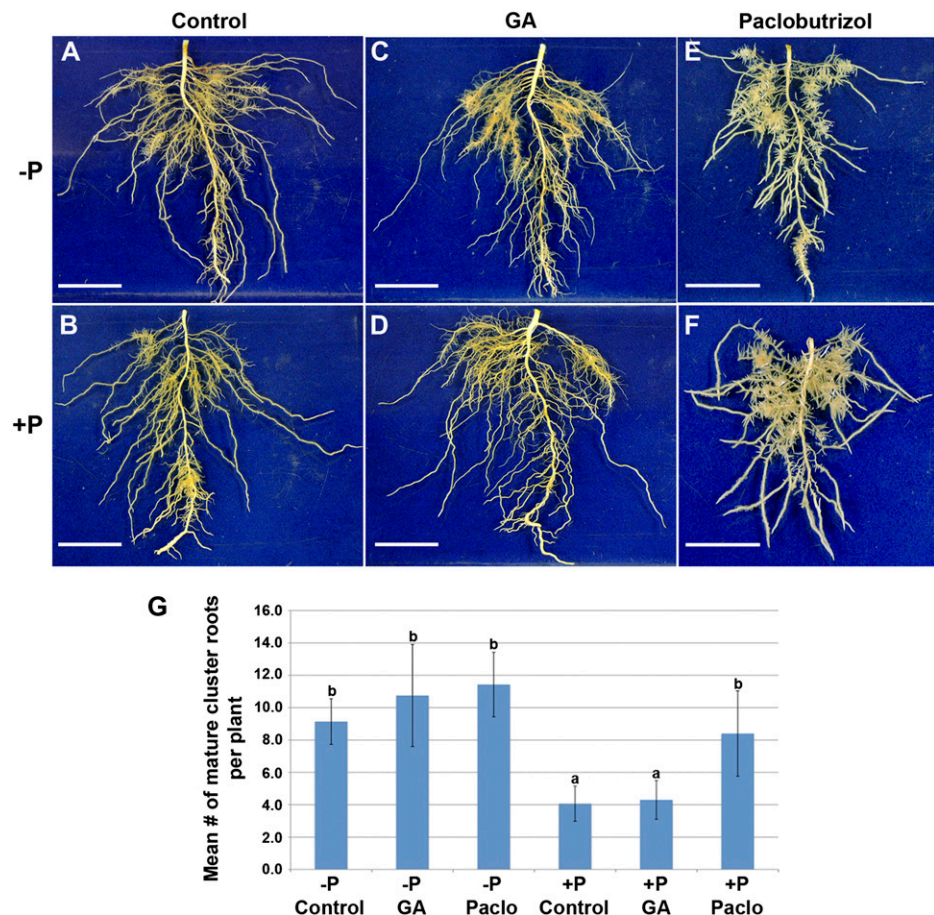 Control GA Paclobutrizol
A C E
-P
B D F
+P
G
Mean # of mature cluster roots
per plant
16.0
14.0
12.0
10.0
8.0
6.0
4.0
2.0
0.0
b b b a a b
-P -P -P +P +P +P
Control GA Paclo Control GA Paclo